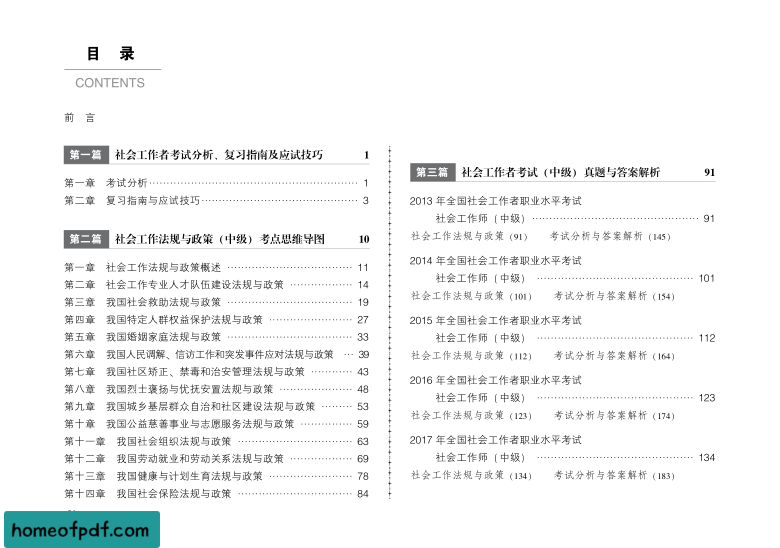 目 录
CONTENTS
前 言
第一篇 社会工作者考试分析、复习指南及应试技巧 1
第一章 考试分析 1
第二章 复习指南与应试技巧 3
第二篇 社会工作法规与政策（中级）考点思维导图 10
第一章 社会工作法规与政策概述 11
第二章 社会工作专业人才队伍建设法规与政策 14
第三章 我国社会救助法规与政策 19
第四章 我国特定人群权益保护法规与政策 27
第五章 我国婚姻家庭法规与政策 33
第六章 我国人民调解、信访工作和突发事件应对法规与政策 39
第七章 我国社区矫正、禁毒和治安管理法规与政策 43
第八章 我国烈士褒扬与优抚安置法规与政策 48
第九章 我国城乡基层群众自治和社区建设法规与政策 53
第十章 我国公益慈善事业与志愿服务法规与政策 59
第十一章 我国社会组织法规与政策 63
第十二章 我国劳动就业和劳动关系法规与政策 69
第十三章 我国健康与计划生育法规与政策 78
第十四章 我国社会保险法规与政策 84
第三篇 社会工作者考试（中级）真题与答案解析 91
2013 年全国社会工作者职业水平考试
社会工作师（中级） 91
社会工作法规与政策（91） 考试分析与答案解析（145）
2014 年全国社会工作者职业水平考试
社会工作师（中级） 101
社会工作法规与政策（101） 考试分析与答案解析（154）
2015 年全国社会工作者职业水平考试
社会工作师（中级） 112
社会工作法规与政策（112） 考试分析与答案解析（164）
2016 年全国社会工作者职业水平考试
社会工作师（中级） 123
社会工作法规与政策（123） 考试分析与答案解析（174）
2017 年全国社会工作者职业水平考试
社会工作师（中级） 134
社会工作法规与政策（134） 考试分析与答案解析（183）
homeofpdf.com